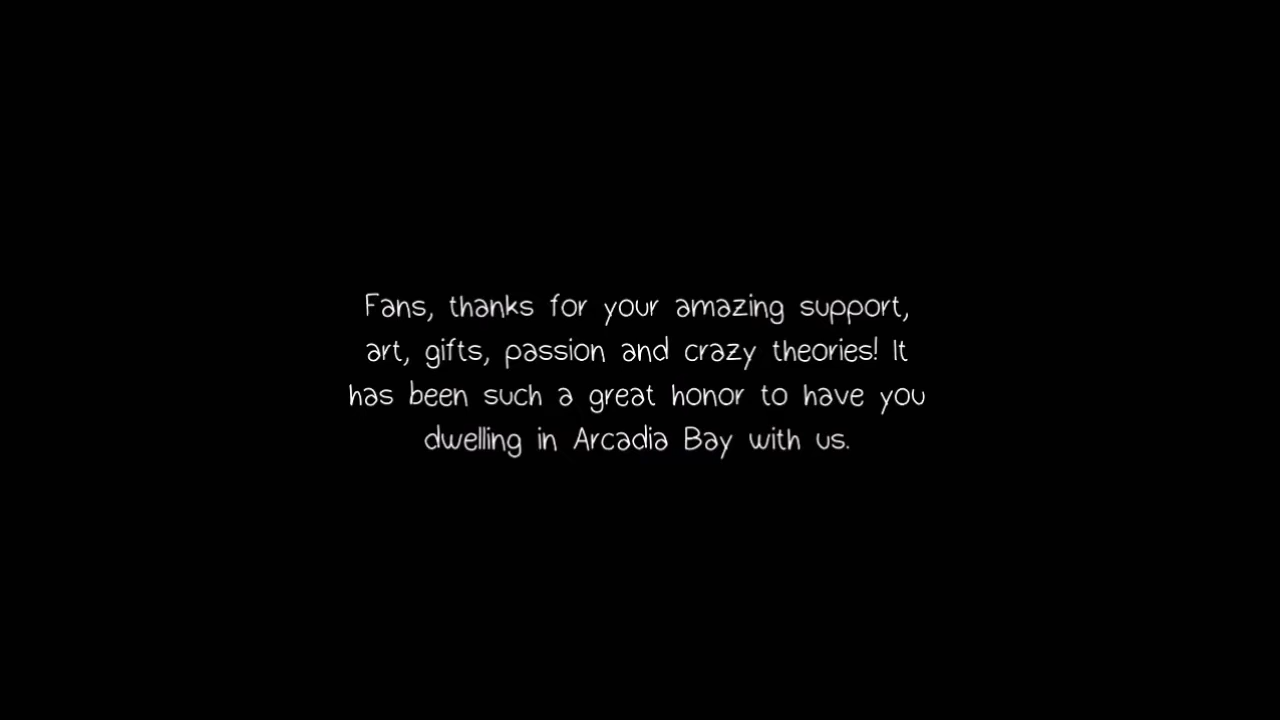 Fans, thanks for your amazing support,
art, gifts, passion and crazy theories! It
has been such a great honor to have you
dwelling in Arcadia Bay with us.